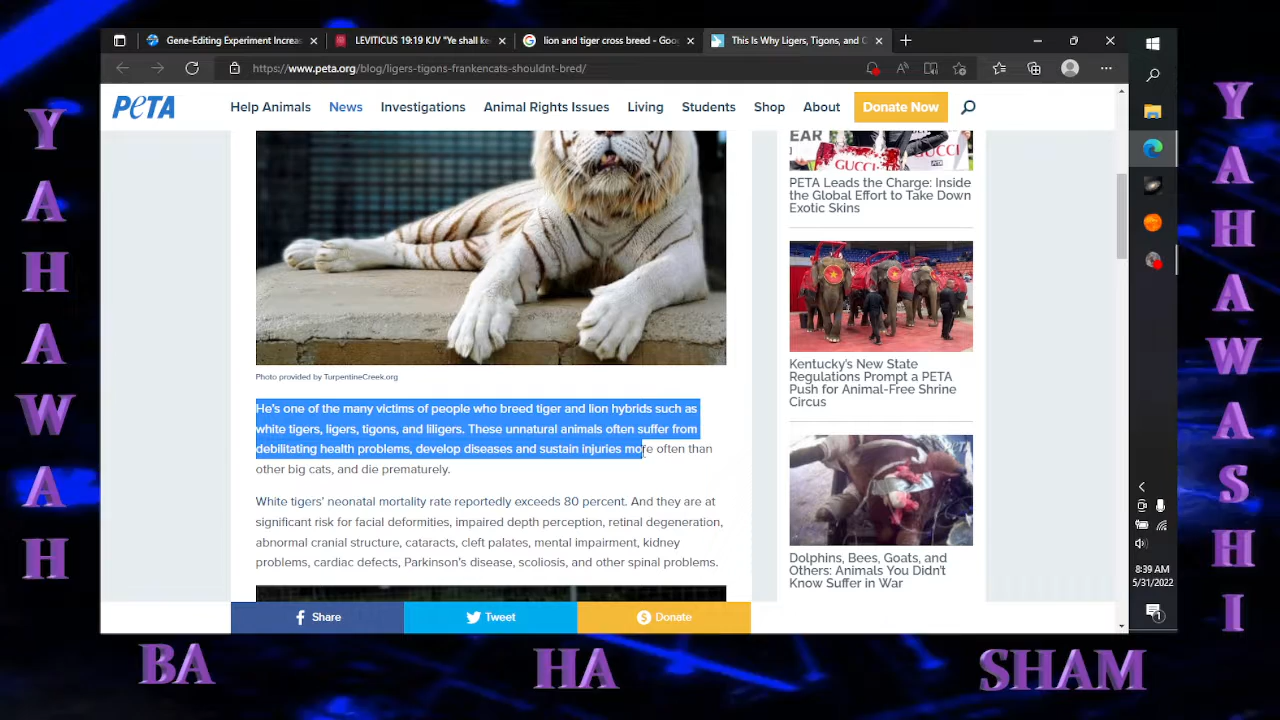 Gene-Editing Experiment Increas
LEVITICUS 19:19 KJV "Ye shall ke
lion and tiger cross breed - Goo
This Is Why Ligers, Tigons, and O
https://www.peta.org/blog/ligers-tigons-frankencats-shouldnt-bred/
PETA
Help Animals
News
Investigations
Animal Rights Issues
Living
Students
Shop
About
Donate Now
EAR
GUCCI
GUCCI
PETA Leads the Charge: Inside
the Global Effort to Take Down
Exotic Skins
Kentucky's New State
Regulations Prompt a PETA
Push for Animal-Free Shrine
Circus
Dolphins, Bees, Goats, and
Others: Animals You Didn't
Know Suffer in War
Photo provided by TurpentineCreek.org
He's one of the many victims of people who breed tiger and lion hybrids such as
white tigers, ligers, tigons, and liligers. These unnatural animals often suffer from
debilitating health problems, develop diseases and sustain injuries more often than
other big cats, and die prematurely.
White tigers' neonatal mortality rate reportedly exceeds 80 percent. And they are at
significant risk for facial deformities, impaired depth perception, retinal degeneration,
abnormal cranial structure, cataracts, cleft palates, mental impairment, kidney
problems, cardiac defects, Parkinson's disease, scoliosis, and other spinal problems.
Share
Tweet
Donate
8:39 AM
5/31/2022
1
YAHAWAH
YAHAWASHI
BA
HA
SHAM